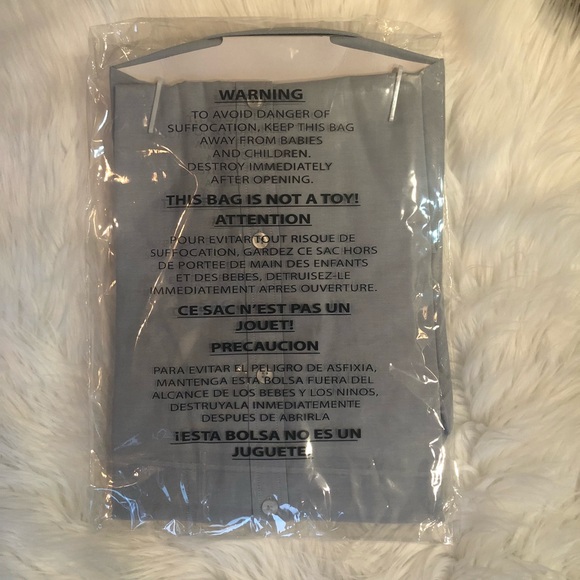 WARNING
TO AVOID DANGER OF
SUFFOCATION, KEEP THIS BAG
AWAY FROM BABIES
AND CHILDREN.
DESTROY IMMEDIATELY
AFTER OPENING.
THIS BAG IS NOT A TOY!
ATTENTION
POUR EVITAR TOUT RISQUE DE
SUFFOCATION, GARDEZ CE SAC HORS
DE PORTEE DE MAIN DES ENFANTS
ET DES BEBES, DETRUISEZ-LE
IMMEDIATEMENT APRES OUVERTURE.
CE SAC N'EST PAS UN
JOUET!
PRECAUCION
PARA EVITAR EL PELIGRO DE ASFIXIA,
MANTENGA ESTA BOLSA FUERA DEL
ALCANCE DE LOS BEBES Y LOS NINOS,
DESTRUYALA INMEDIATEMENTE
DESPUES DE ABRIRLA
¡ESTA BOLSA NO ES UN
JUGUETE!